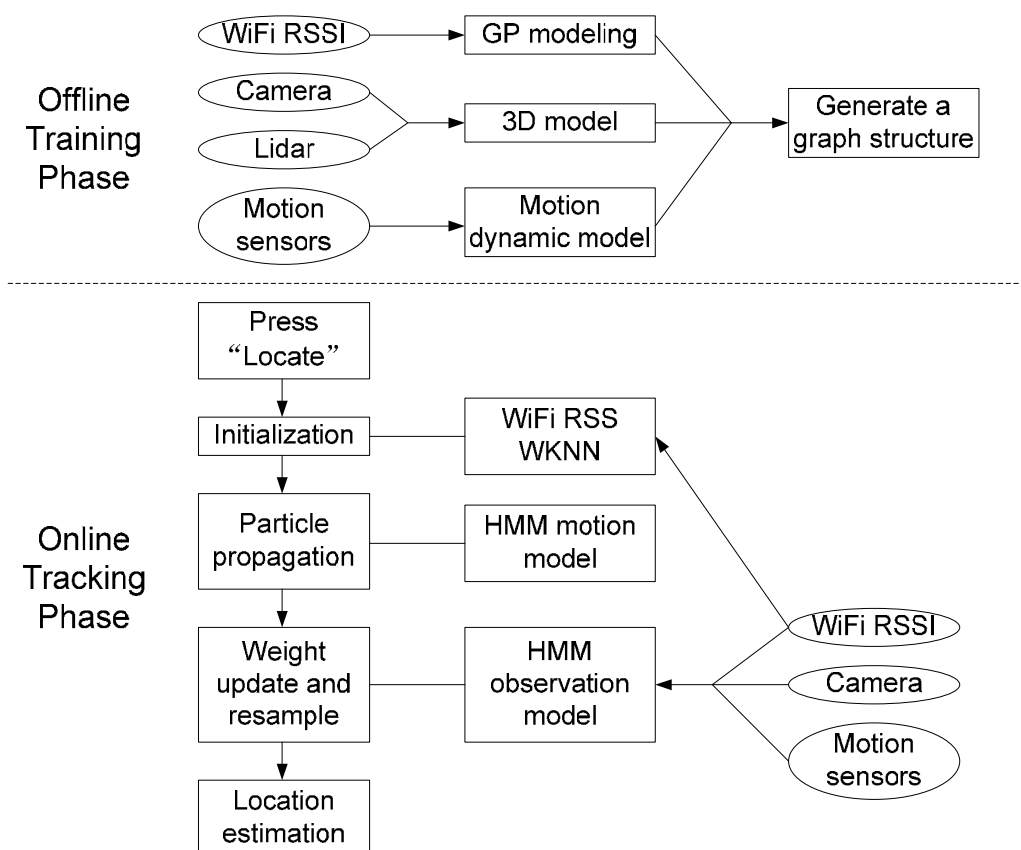 WiFi RSSI
GP modeling
Offline
Training
Phase
Camera
Lidar
3D model
Generate a
graph structure
Motion
sensors
Motion
dynamic model
Press
“Locate”
Initialization
WiFi RSS
WKNN
Online
Tracking
Phase
Particle
propagation
HMM motion
model
Weight
update and
resample
HMM
observation
model
WiFi RSSI
Camera
Motion
sensors
Location
estimation